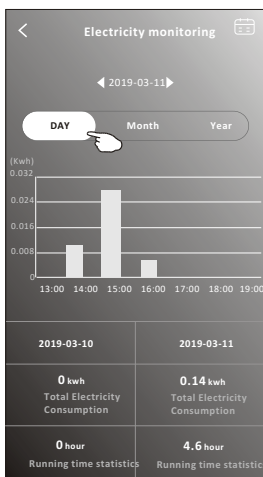 Electricity monitoring
2019-03-11
DAY Month Year
(Kwh)
0.032
0.024
0.016
0.008
0
13:00 14:00 15:00 16:00 17:00 18:00 19:00
2019-03-10 2019-03-11
0 kwh 0.14 kwh
Total Electricity Total Electricity
Consumption Consumption
0 hour 4.6 hour
Running time statistics Running time statistic